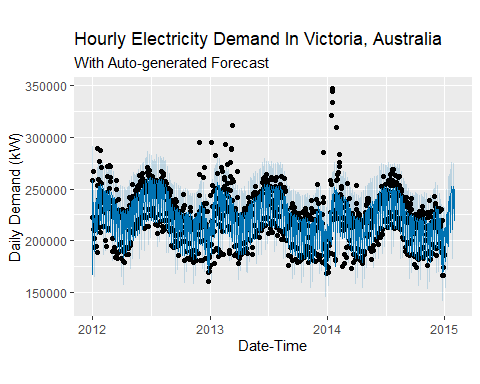 Hourly Electricity Demand In Victoria, Australia
With Auto-generated Forecast
350000
300000
250000
200000
150000
Daily Demand (kW)
2012
2013
2014
2015
Date-Time